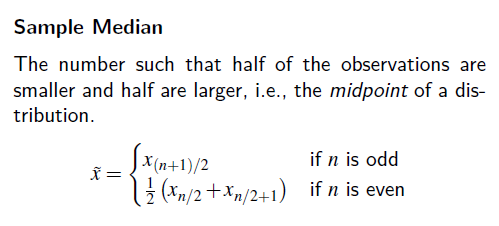 Sample Median
The number such that half of the observations are
smaller and half are larger, i.e., the midpoint of a dis-
tribution.
x̃ = { x_{(n+1)/2} if n is odd
½ (x_{n/2} + x_{n/2+1}) if n is even